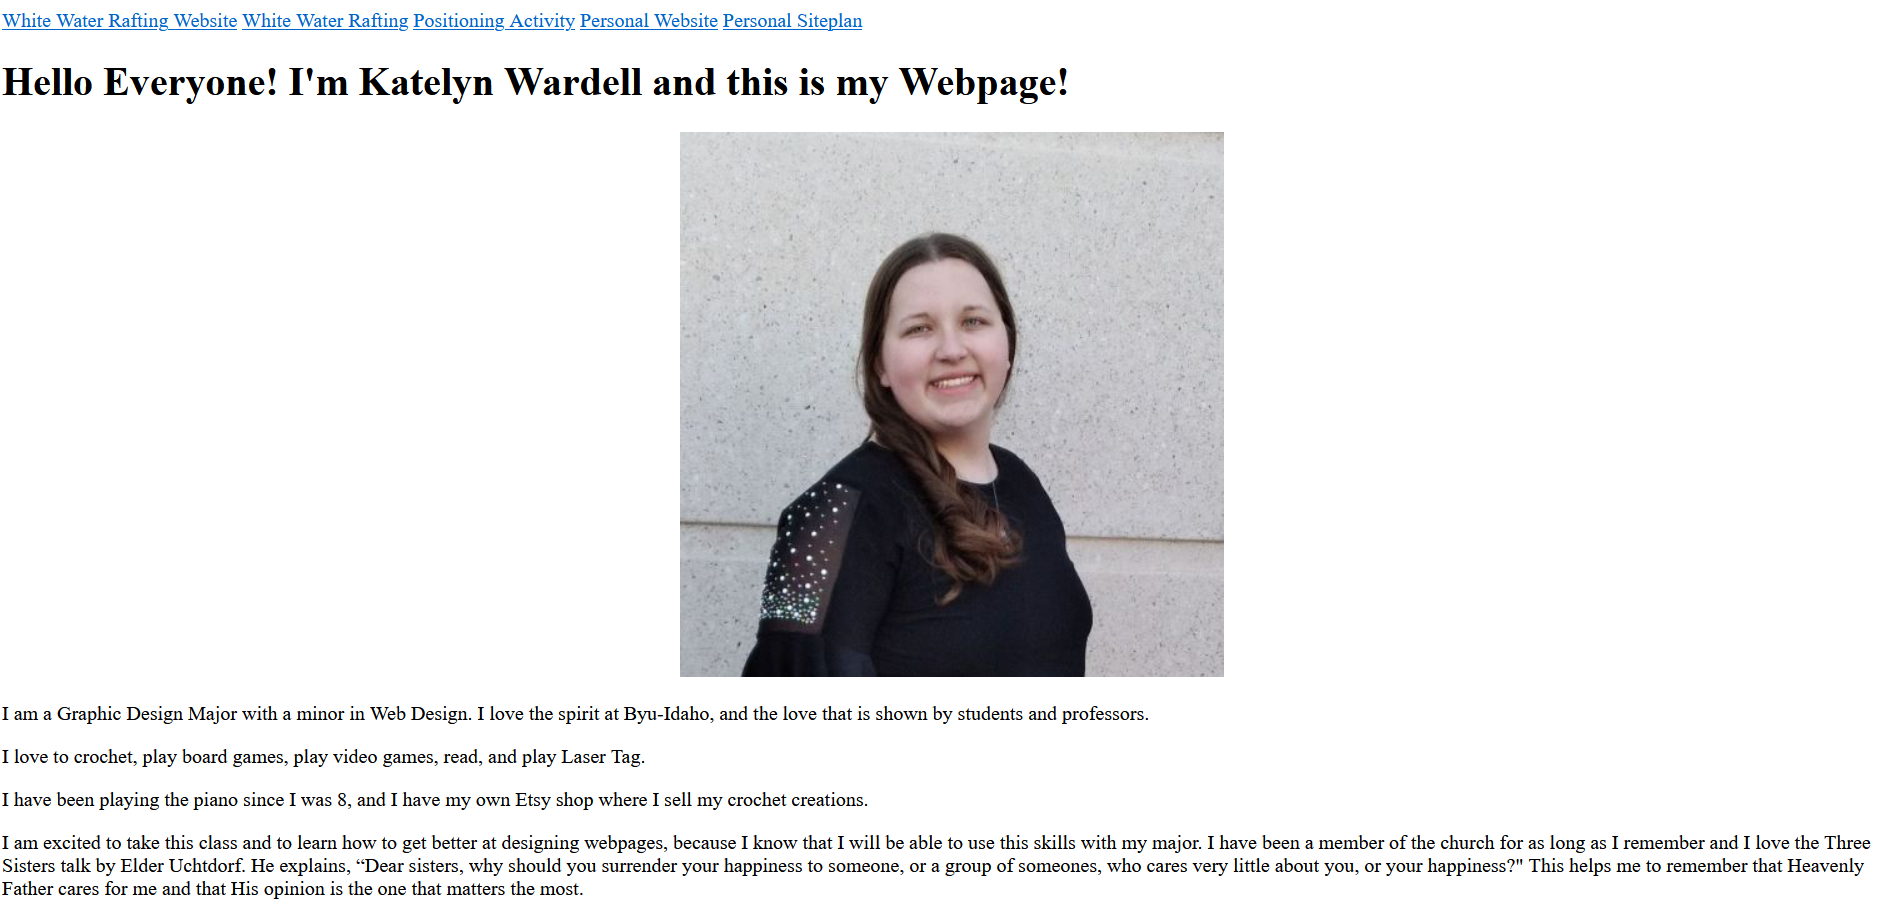 White Water Rafting Website White Water Rafting Positioning Activity Personal Website Personal Siteplan
Hello Everyone! I'm Katelyn Wardell and this is my Webpage!
I am a Graphic Design Major with a minor in Web Design. I love the spirit at Byu-Idaho, and the love that is shown by students and professors.
I love to crochet, play board games, play video games, read, and play Laser Tag.
I have been playing the piano since I was 8, and I have my own Etsy shop where I sell my crochet creations.
I am excited to take this class and to learn how to get better at designing webpages, because I know that I will be able to use this skills with my major. I have been a member of the church for as long as I remember and I love the Three
Sisters talk by Elder Uchtdorf. He explains, “Dear sisters, why should you surrender your happiness to someone, or a group of someones, who cares very little about you, or your happiness?" This helps me to remember that Heavenly
Father cares for me and that His opinion is the one that matters the most.